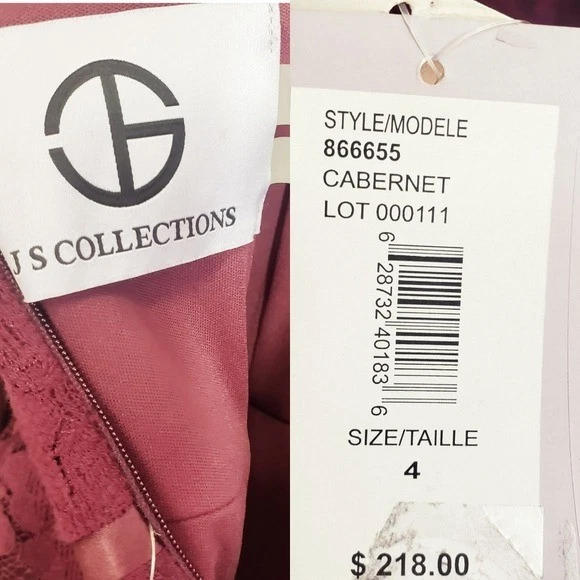 J S COLLECTIONS
STYLE/MODELE
866655
CABERNET
LOT 000111
6 28732 40183 6
SIZE/TAILLE
4
$ 218.00